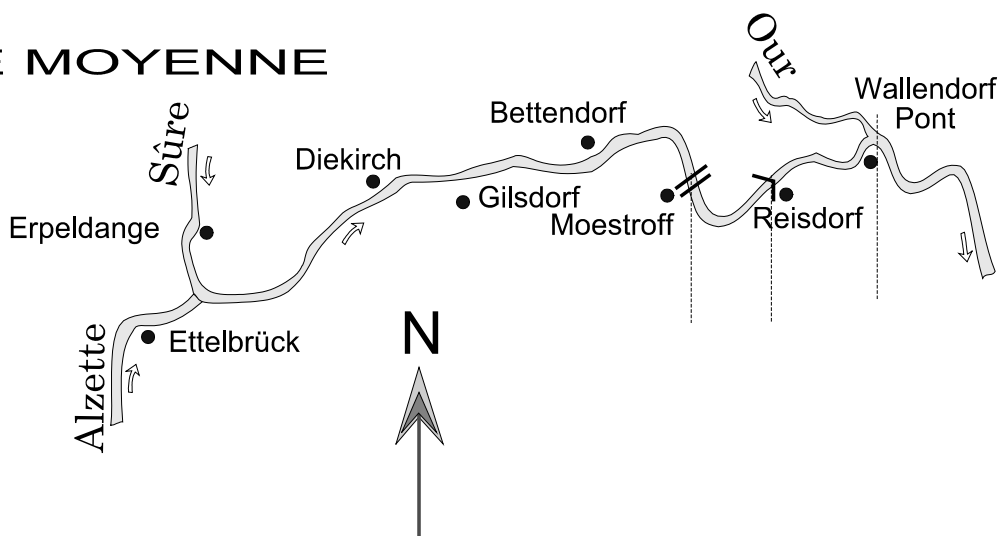 E MOYENNE
Our
Wallendorf
Pont
Bettendorf
Sûre
Diekirch
Gilsdorf
Moestroff
Reisdorf
Erpeldange
Ettelbrück
N
Alzette